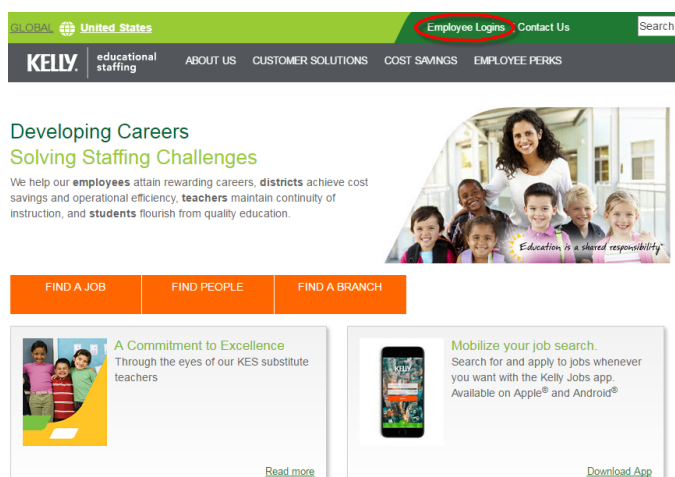 GLOBAL United States
Employee Logins Contact Us Search
KELLY educational
staffing
ABOUT US CUSTOMER SOLUTIONS COST SAVINGS EMPLOYEE PERKS
Developing Careers
Solving Staffing Challenges
We help our employees attain rewarding careers, districts achieve cost
savings and operational efficiency, teachers maintain continuity of
instruction, and students flourish from quality education.
Education is a shared responsibility
FIND A JOB FIND PEOPLE FIND A BRANCH
A Commitment to Excellence
Through the eyes of our KES substitute
teachers
Read more
KELLY
Mobilize your job search.
Search for and apply to jobs whenever
you want with the Kelly Jobs app.
Available on Apple® and Android®
Download App